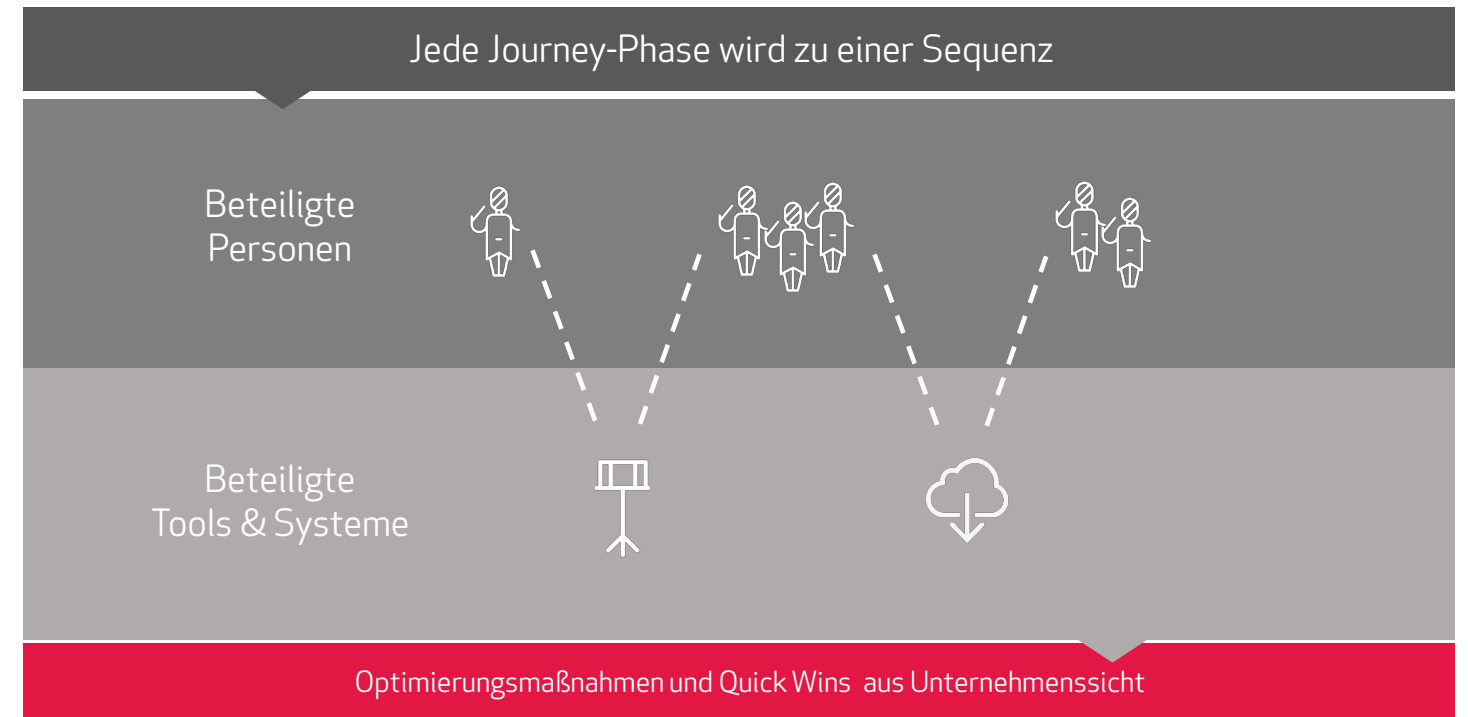 Jede Journey-Phase wird zu einer Sequenz
Beteiligte
Personen
Beteiligte
Tools & Systeme
Optimierungsmaßnahmen und Quick Wins aus Unternehmenssicht